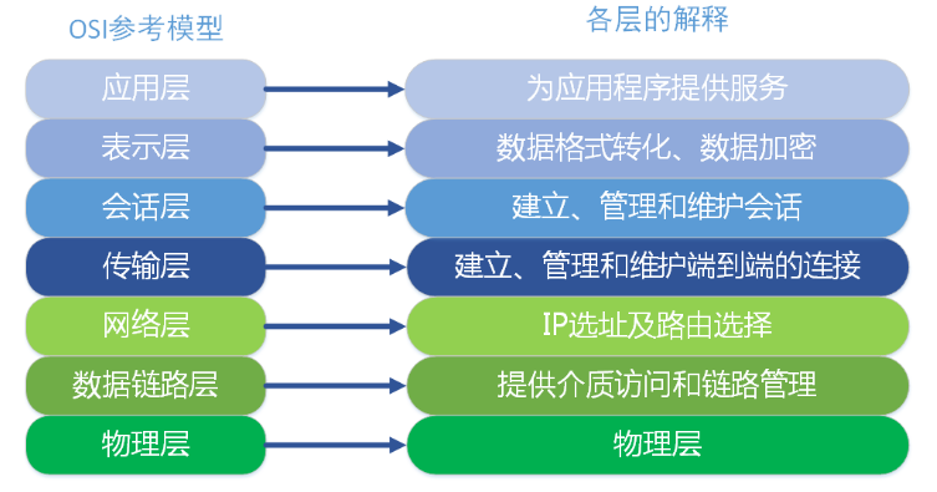 OSI参考模型
各层的解释
应用层
为应用程序提供服务
表示层
数据格式转化、数据加密
会话层
建立、管理和维护会话
传输层
建立、管理和维护端到端的连接
网络层
IP选址及路由选择
数据链路层
提供介质访问和链路管理
物理层
物理层